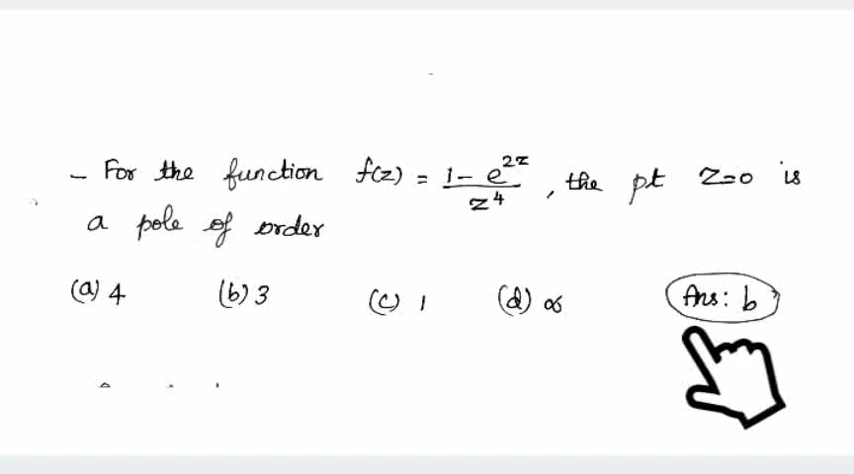 - For the function f(z) = (1 - e^{2z}) / z^4 , the pt z=0 is
a pole of order
(a) 4 (b) 3 (c) 1 (d) ∝ Ans: b